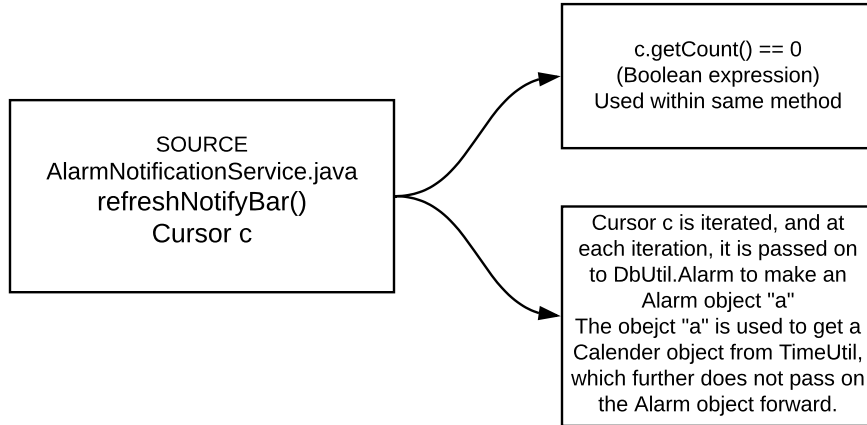 SOURCE
AlarmNotificationService.java
refreshNotifyBar()
Cursor c
c.getCount() == 0
(Boolean expression)
Used within same method
Cursor c is iterated, and at
each iteration, it is passed on
to DbUtil.Alarm to make an
Alarm object "a"
The obejct "a" is used to get a
Calender object from TimeUtil,
which further does not pass on
the Alarm object forward.